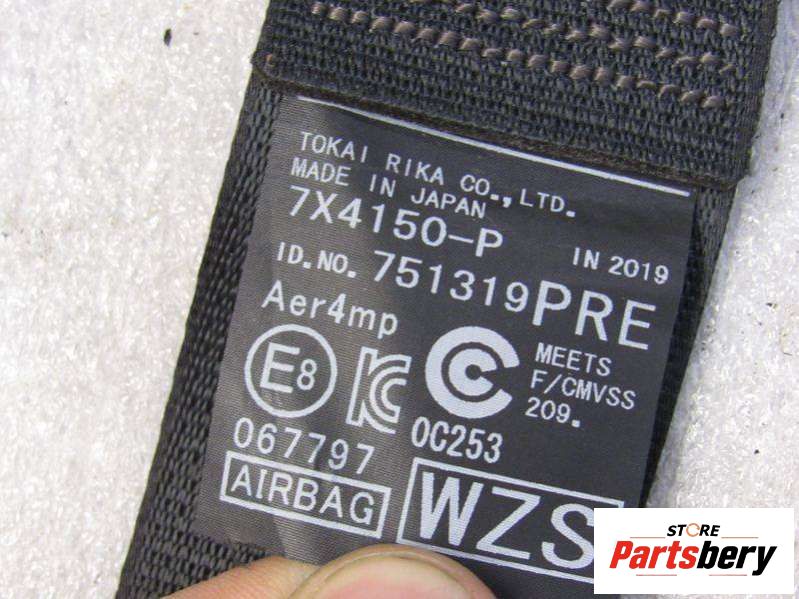 TOKAI RIKA CO., LTD.
MADE IN JAPAN
7X4150-P IN 2019
ID.NO. 751319PRE
Aer4mp
E8
MEETS
F/CMVSS
209.
067797 0C253
AIRBAG
WZS
STORE
Partsbery